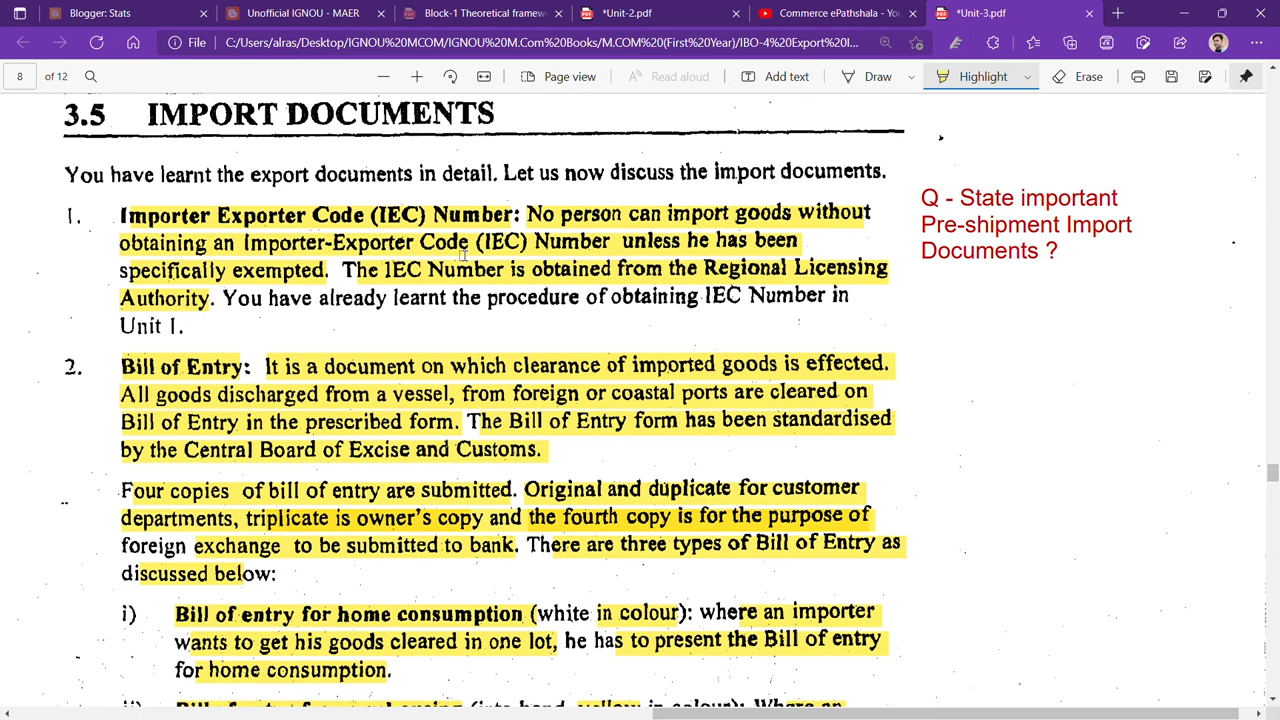 Blogger: Stats
Unofficial IGNOU - MAER
Block-1 Theoretical framew
*Unit-2.pdf
Commerce ePathshala - You
*Unit-3.pdf
File
C:/Users/alras/Desktop/IGNOU%20MCOM/IGNOU%20M.Com%20Books/M.COM%20(First%20Year)/IBO-4%20Export%20I...
8 of 12
Page view
Read aloud
Add text
Draw
Highlight
Erase
3.5 IMPORT DOCUMENTS
You have learnt the export documents in detail. Let us now discuss the import documents.
1. Importer Exporter Code (IEC) Number: No person can import goods without
obtaining an Importer-Exporter Code (IEC) Number unless he has been
specifically exempted. The IEC Number is obtained from the Regional Licensing
Authority. You have already learnt the procedure of obtaining IEC Number in
Unit 1.
2. Bill of Entry: It is a document on which clearance of imported goods is effected.
All goods discharged from a vessel, from foreign or coastal ports are cleared on
Bill of Entry in the prescribed form. The Bill of Entry form has been standardised
by the Central Board of Excise and Customs.
Four copies of bill of entry are submitted. Original and duplicate for customer
departments, triplicate is owner's copy and the fourth copy is for the purpose of
foreign exchange to be submitted to bank. There are three types of Bill of Entry as
discussed below:
i) Bill of entry for home consumption (white in colour): where an importer
wants to get his goods cleared in one lot, he has to present the Bill of entry
for home consumption.
Q - State important
Pre-shipment Import
Documents ?